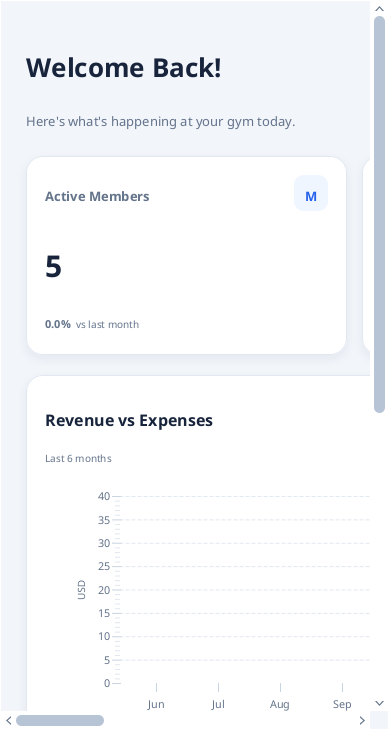 Welcome Back!
Here's what's happening at your gym today.
Active Members
M
5
0.0% vs last month
Revenue vs Expenses
Last 6 months
40
35
30
25
20
15
10
5
0
USD
Jun Jul Aug Sep